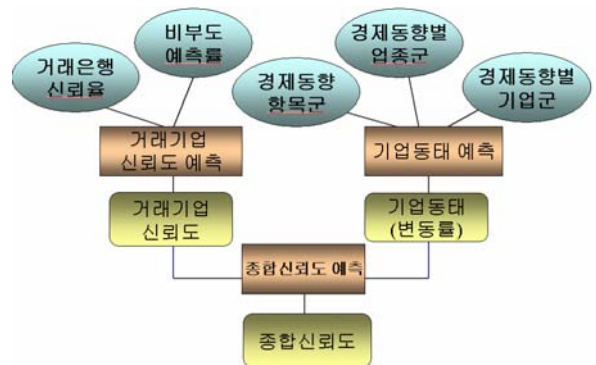 비부도
예측률
경제동향별
업종군
거래은행
신뢰율
경제동향
항목군
경제동향별
기업군
거래기업
신뢰도 예측
기업동태 예측
거래기업
신뢰도
기업동태
(변동률)
종합신뢰도 예측
종합신뢰도